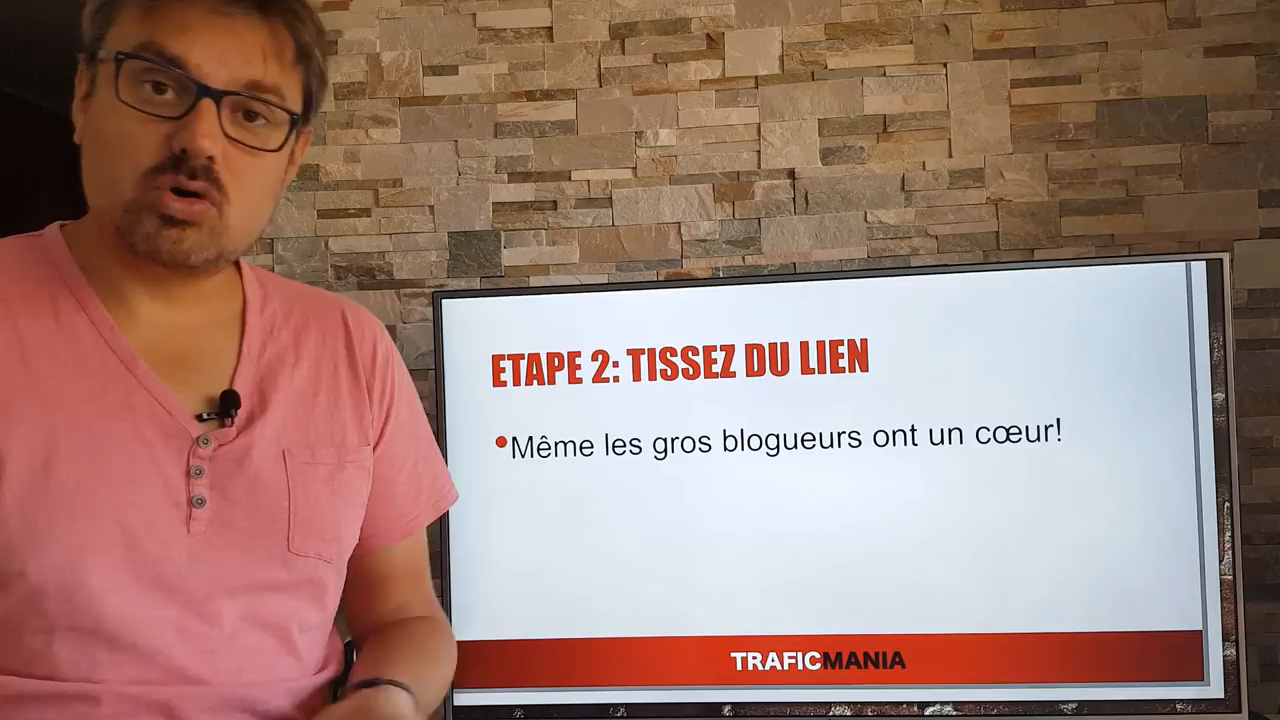 ETAPE 2: TISSEZ DU LIEN
•Même les gros blogueurs ont un cœur!
TRAFICMANIA